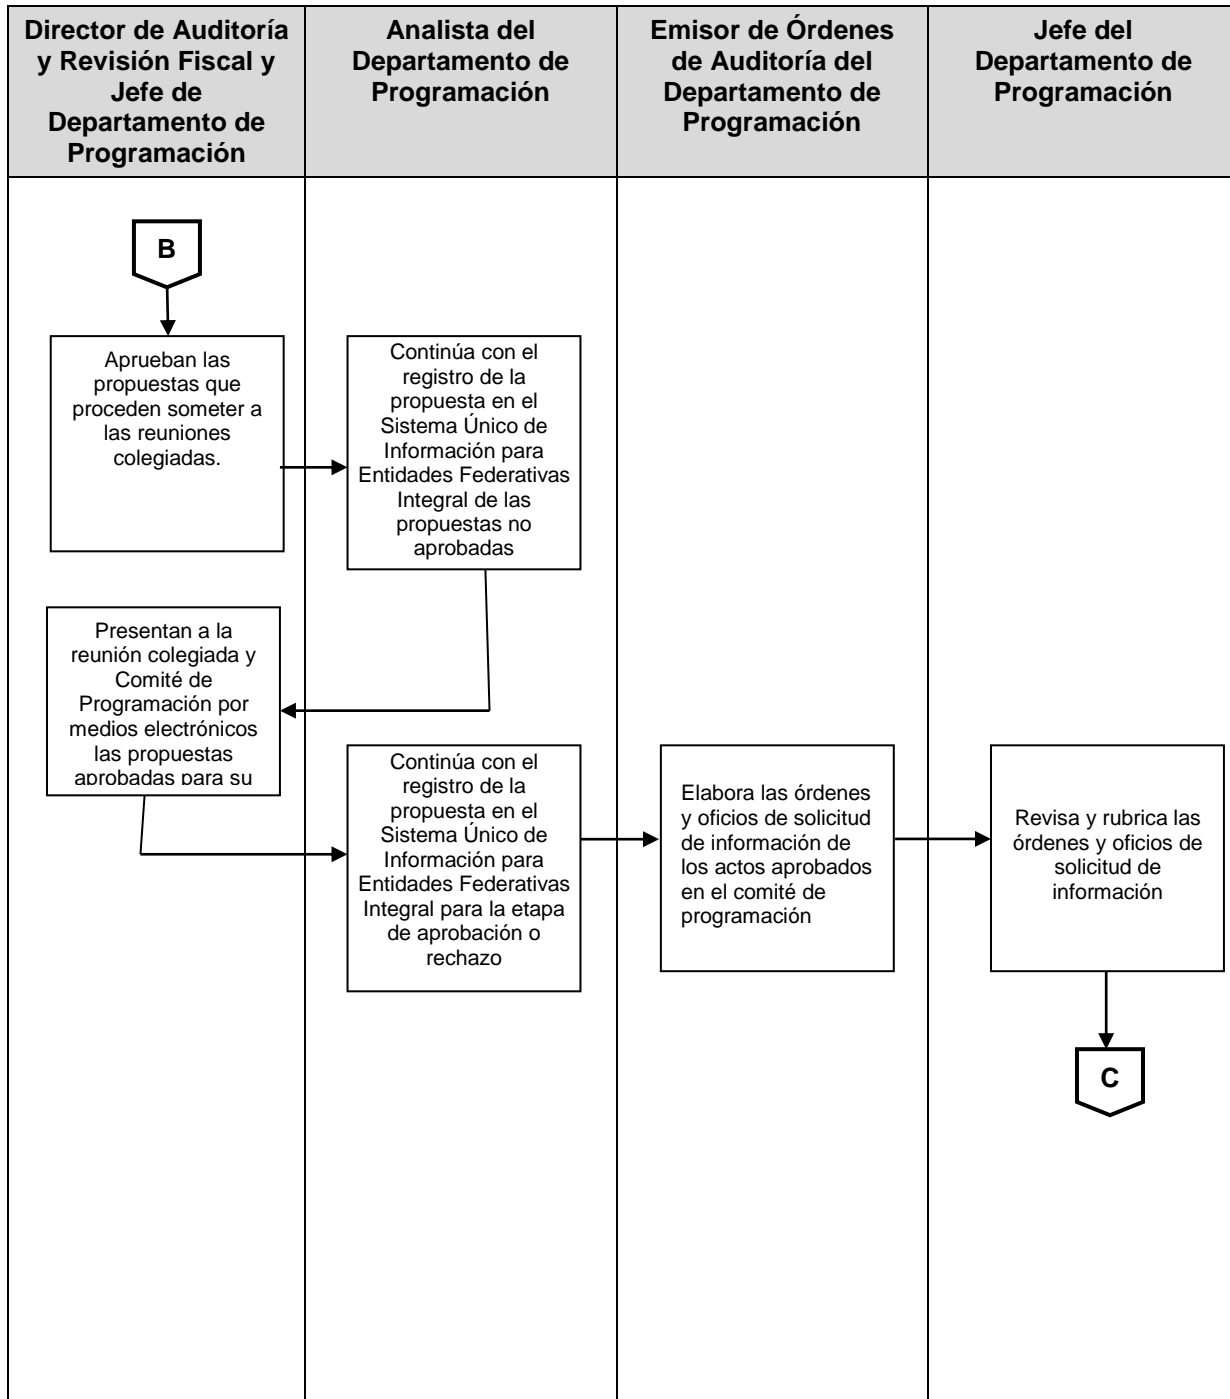 Director de Auditoría
y Revisión Fiscal y
Jefe de
Departamento de
Programación
Analista del
Departamento de
Programación
Emisor de Órdenes
de Auditoría del
Departamento de
Programación
Jefe del
Departamento de
Programación
B
Aprueban las
propuestas que
proceden someter a
las reuniones
colegiadas.
Continúa con el
registro de la
propuesta en el
Sistema Único de
Información para
Entidades Federativas
Integral de las
propuestas no
aprobadas
Presentan a la
reunión colegiada y
Comité de
Programación por
medios electrónicos
las propuestas
aprobadas para su
Continúa con el
registro de la
propuesta en el
Sistema Único de
Información para
Entidades Federativas
Integral para la etapa
de aprobación o
rechazo
Elabora las órdenes
y oficios de solicitud
de información de
los actos aprobados
en el comité de
programación
Revisa y rubrica las
órdenes y oficios de
solicitud de
información
C